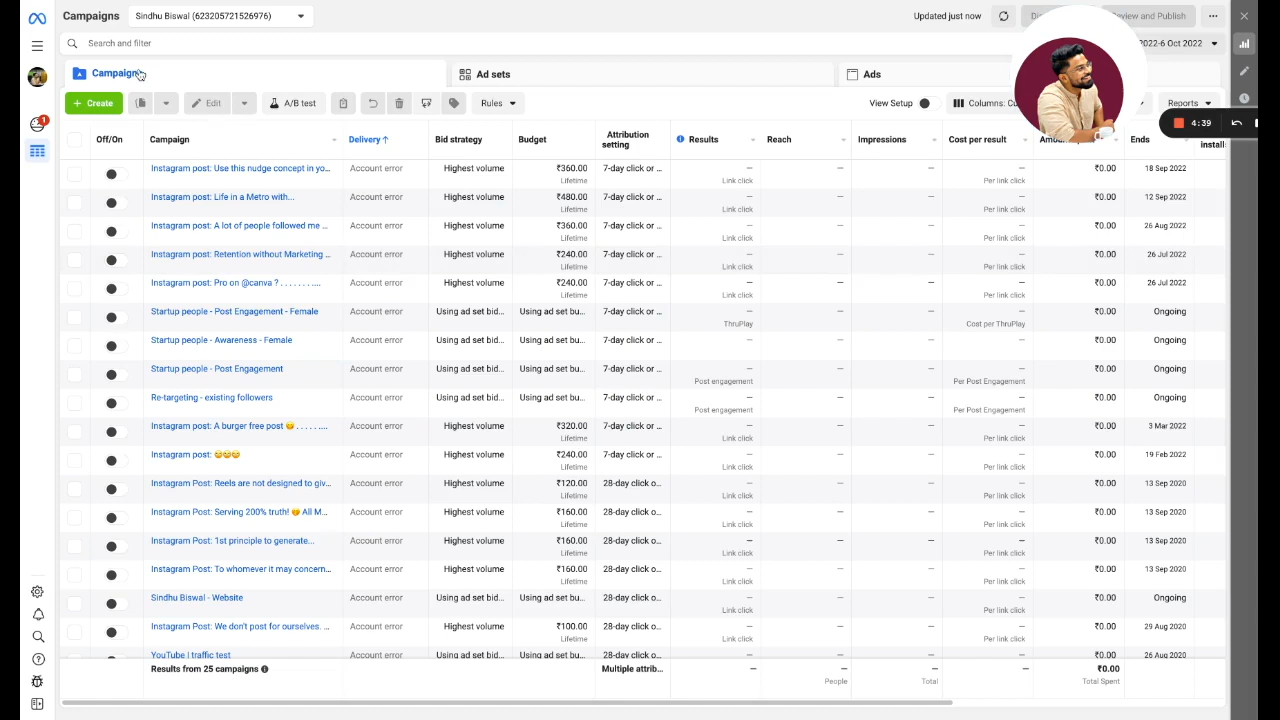 Campaigns Sindhu Biswal (623205721526976) Updated just now Review and Publish
Search and filter 2022-6 Oct 2022
Campaign Ad sets Ads
+ Create Edit A/B test Rules View Setup Columns: Reports
4:39
1
Off/On Campaign Delivery ↑ Bid strategy Budget Attribution setting Results Reach Impressions Cost per result Ends
Instagram post: Use this nudge concept in yo... Account error Highest volume ₹360.00 7-day click or ... — — — — ₹0.00 18 Sep 2022
Lifetime Link click Per link click
Instagram post: Life in a Metro with... Account error Highest volume ₹480.00 7-day click or ... — — — — ₹0.00 12 Sep 2022
Lifetime Link click Per link click
Instagram post: A lot of people followed me ... Account error Highest volume ₹360.00 7-day click or ... — — — — ₹0.00 26 Aug 2022
Lifetime Link click Per link click
Instagram post: Retention without Marketing ... Account error Highest volume ₹240.00 7-day click or ... — — — — ₹0.00 26 Jul 2022
Lifetime Link click Per link click
Instagram post: Pro on @canva ? . . . . . . . .... Account error Highest volume ₹240.00 7-day click or ... — — — — ₹0.00 26 Jul 2022
Lifetime Link click Per link click
Startup people - Post Engagement - Female Account error Using ad set bid... Using ad set bu... 7-day click or ... — — — — ₹0.00 Ongoing
ThruPlay Cost per ThruPlay
Startup people - Awareness - Female Account error Using ad set bid... Using ad set bu... 7-day click or ... — — — — ₹0.00 Ongoing
Startup people - Post Engagement Account error Using ad set bid... Using ad set bu... 7-day click or ... — — — — ₹0.00 Ongoing
Post engagement Per Post Engagement
Re-targeting - existing followers Account error Using ad set bid... Using ad set bu... 7-day click or ... — — — — ₹0.00 Ongoing
Post engagement Per Post Engagement
Instagram post: A burger free post 😋 . . . . . .... Account error Highest volume ₹320.00 7-day click or ... — — — — ₹0.00 3 Mar 2022
Lifetime Link click Per link click
Instagram post: 😂😂😂 Account error Highest volume ₹240.00 7-day click or ... — — — — ₹0.00 19 Feb 2022
Lifetime Link click Per link click
Instagram Post: Reels are not designed to giv... Account error Highest volume ₹120.00 28-day click o... — — — — ₹0.00 13 Sep 2020
Lifetime Link click Per link click
Instagram Post: Serving 200% truth! 😋 All M... Account error Highest volume ₹160.00 28-day click o... — — — — ₹0.00 13 Sep 2020
Lifetime Link click Per link click
Instagram Post: 1st principle to generate... Account error Highest volume ₹160.00 28-day click o... — — — — ₹0.00 13 Sep 2020
Lifetime Link click Per link click
Instagram Post: To whomever it may concern... Account error Highest volume ₹160.00 28-day click o... — — — — ₹0.00 13 Sep 2020
Lifetime Link click Per link click
Sindhu Biswal - Website Account error Using ad set bid... Using ad set bu... 28-day click o... — — — — ₹0.00 Ongoing
Link click Per link click
Instagram Post: We don't post for ourselves. ... Account error Highest volume ₹100.00 28-day click o... — — — — ₹0.00 29 Aug 2020
Lifetime Link click Per link click
YouTube | traffic test Account error Using ad set bid... Using ad set bu... 28-day click o... — — — — ₹0.00 26 Aug 2020
Results from 25 campaigns Multiple attrib... — — — — ₹0.00
People Total Total Spent